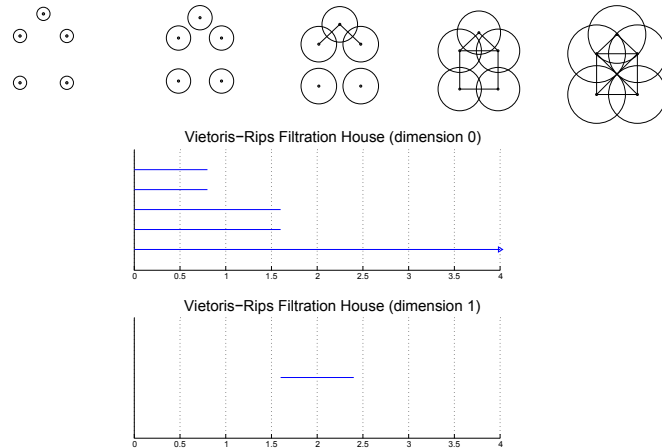 Vietoris−Rips Filtration House (dimension 0)
0 0.5 1 1.5 2 2.5 3 3.5 4
Vietoris−Rips Filtration House (dimension 1)
0 0.5 1 1.5 2 2.5 3 3.5 4